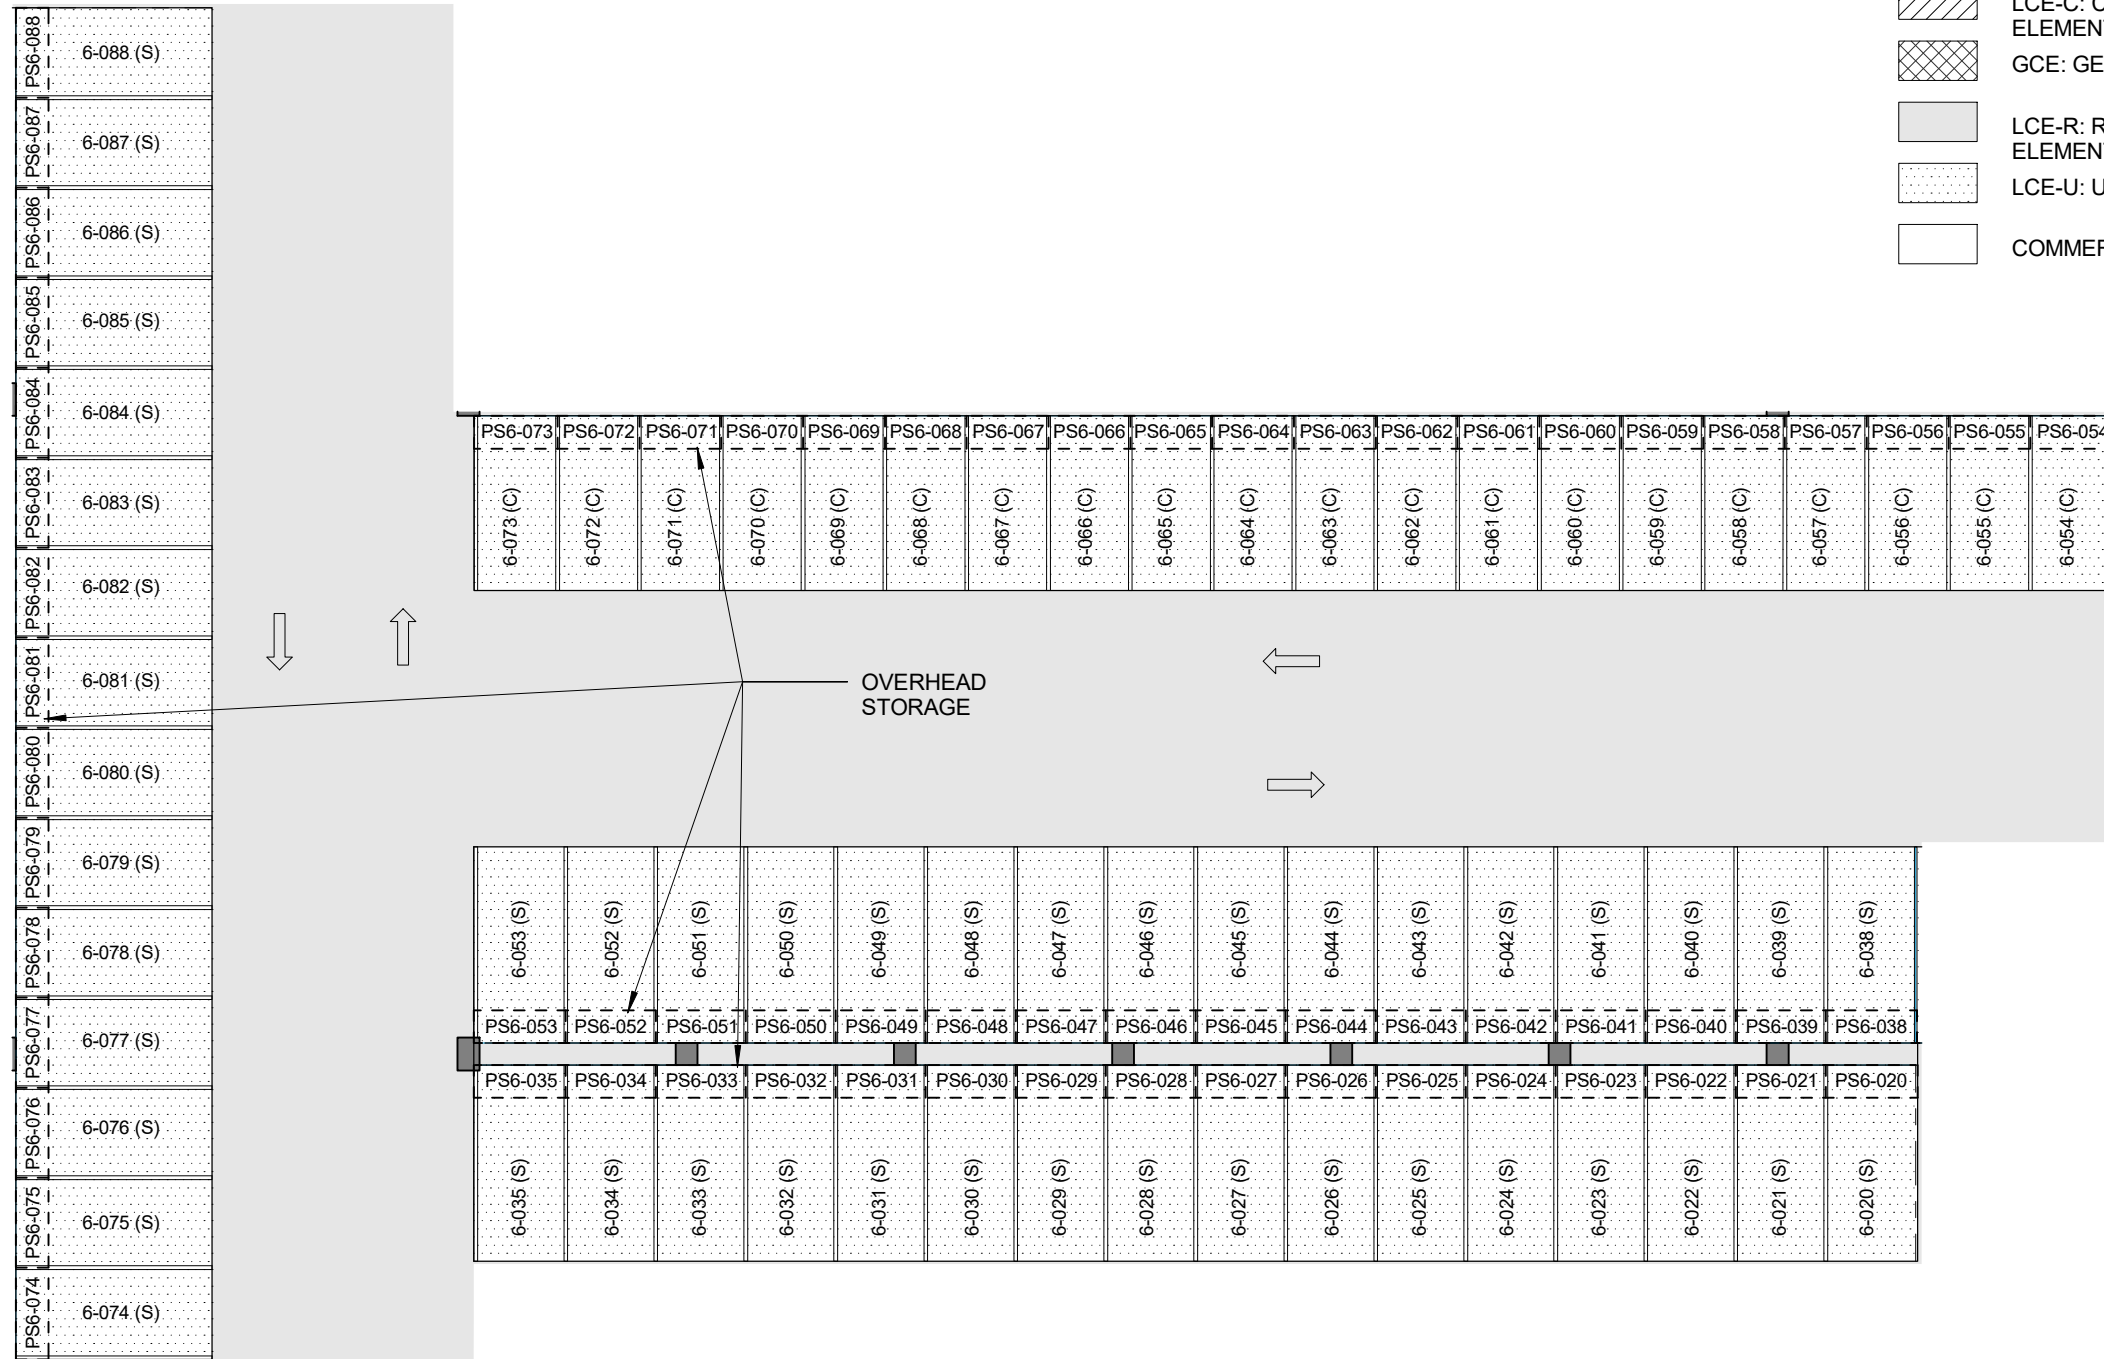 LCE-C: C
ELEMEN
GCE: GE
LCE-R: R
ELEMEN
LCE-U: U
COMMER
PS6-088 6-088 (S)
PS6-087 6-087 (S)
PS6-086 6-086 (S)
PS6-085 6-085 (S)
PS6-084 6-084 (S)
PS6-083 6-083 (S)
PS6-082 6-082 (S)
PS6-081 6-081 (S)
PS6-080 6-080 (S)
PS6-079 6-079 (S)
PS6-078 6-078 (S)
PS6-077 6-077 (S)
PS6-076 6-076 (S)
PS6-075 6-075 (S)
PS6-074 6-074 (S)
PS6-073 PS6-072 PS6-071 PS6-070 PS6-069 PS6-068 PS6-067 PS6-066 PS6-065 PS6-064 PS6-063 PS6-062 PS6-061 PS6-060 PS6-059 PS6-058 PS6-057 PS6-056 PS6-055 PS6-054
6-073 (C) 6-072 (C) 6-071 (C) 6-070 (C) 6-069 (C) 6-068 (C) 6-067 (C) 6-066 (C) 6-065 (C) 6-064 (C) 6-063 (C) 6-062 (C) 6-061 (C) 6-060 (C) 6-059 (C) 6-058 (C) 6-057 (C) 6-056 (C) 6-055 (C) 6-054 (C)
OVERHEAD
STORAGE
6-053 (S) 6-052 (S) 6-051 (S) 6-050 (S) 6-049 (S) 6-048 (S) 6-047 (S) 6-046 (S) 6-045 (S) 6-044 (S) 6-043 (S) 6-042 (S) 6-041 (S) 6-040 (S) 6-039 (S) 6-038 (S)
PS6-053 PS6-052 PS6-051 PS6-050 PS6-049 PS6-048 PS6-047 PS6-046 PS6-045 PS6-044 PS6-043 PS6-042 PS6-041 PS6-040 PS6-039 PS6-038
PS6-035 PS6-034 PS6-033 PS6-032 PS6-031 PS6-030 PS6-029 PS6-028 PS6-027 PS6-026 PS6-025 PS6-024 PS6-023 PS6-022 PS6-021 PS6-020
6-035 (S) 6-034 (S) 6-033 (S) 6-032 (S) 6-031 (S) 6-030 (S) 6-029 (S) 6-028 (S) 6-027 (S) 6-026 (S) 6-025 (S) 6-024 (S) 6-023 (S) 6-022 (S) 6-021 (S) 6-020 (S)